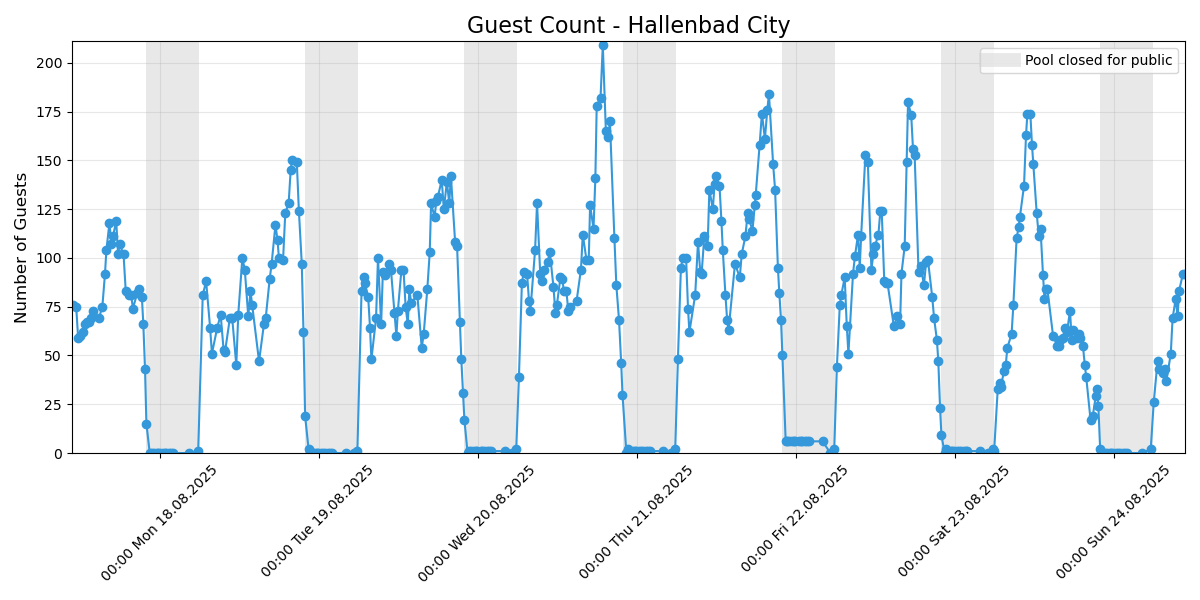 Guest Count - Hallenbad City
Pool closed for public
Number of Guests
200
175
150
125
100
75
50
25
0
00:00 Mon 18.08.2025
00:00 Tue 19.08.2025
00:00 Wed 20.08.2025
00:00 Thu 21.08.2025
00:00 Fri 22.08.2025
00:00 Sat 23.08.2025
00:00 Sun 24.08.2025